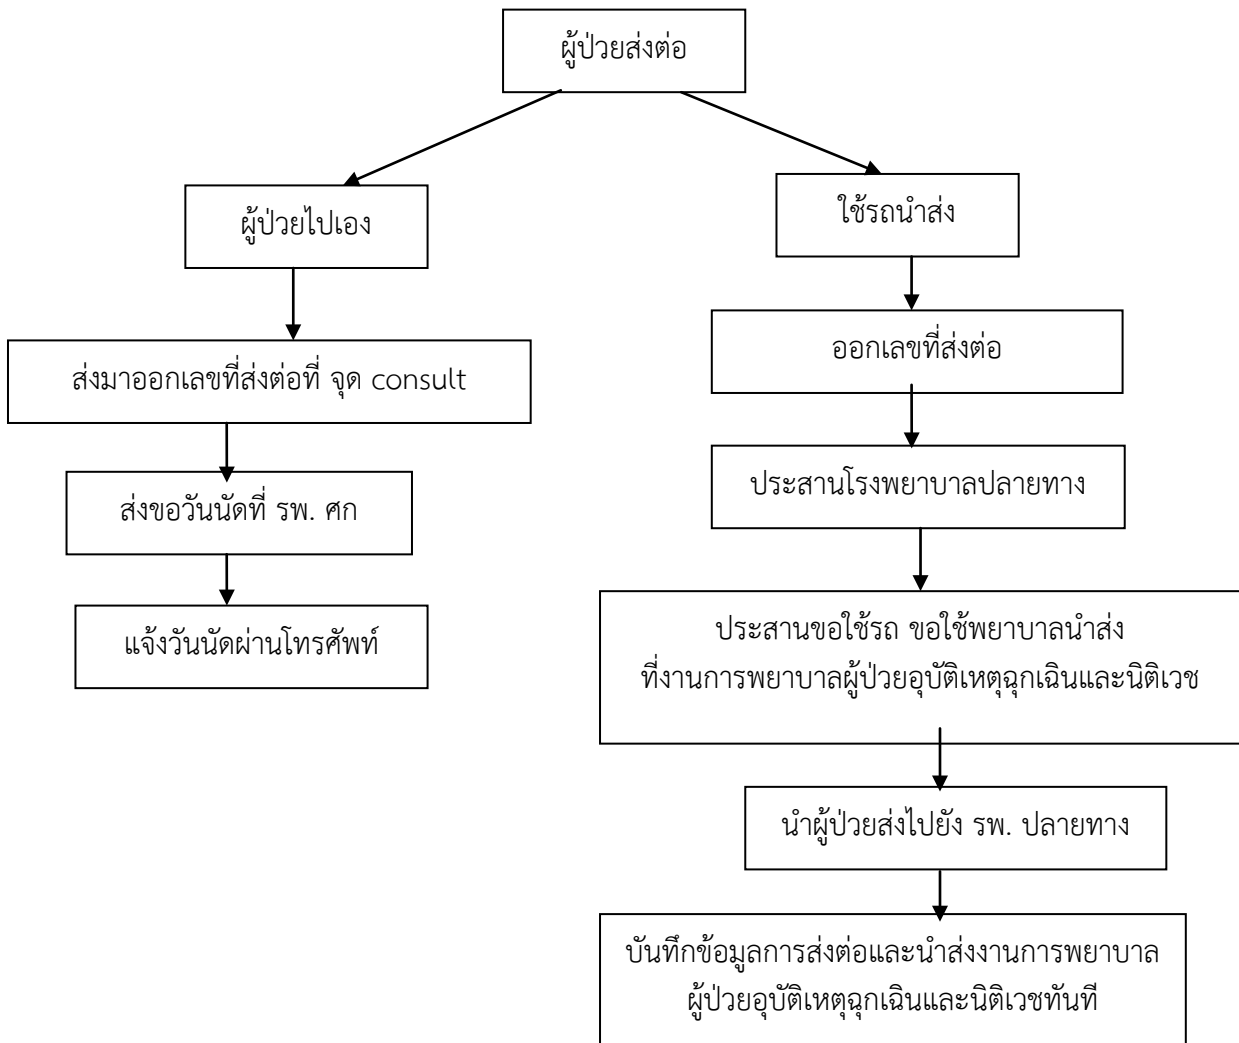 ผู้ป่วยส่งต่อ
ผู้ป่วยไปเอง
ส่งมาออกเลขที่ส่งต่อที่ จุด consult
ส่งขอวันนัดที่ รพ. ศก
แจ้งวันนัดผ่านโทรศัพท์
ใช้รถนำส่ง
ออกเลขที่ส่งต่อ
ประสานโรงพยาบาลปลายทาง
ประสานขอใช้รถ ขอใช้พยาบาลนำส่ง
ที่งานการพยาบาลผู้ป่วยอุบัติเหตุฉุกเฉินและนิติเวช
นำผู้ป่วยส่งไปยัง รพ. ปลายทาง
บันทึกข้อมูลการส่งต่อและนำส่งงานการพยาบาล
ผู้ป่วยอุบัติเหตุฉุกเฉินและนิติเวชทันที